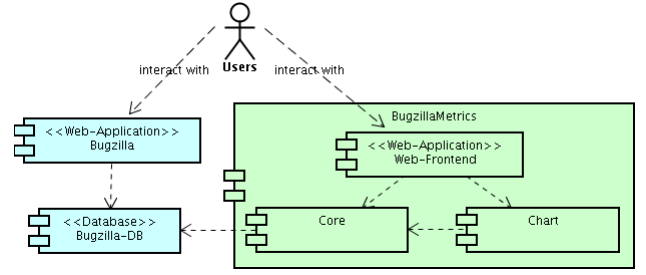 Users
interact with
interact with
BugzillaMetrics
<<Web-Application>>
Bugzilla
<<Web-Application>>
Web-Frontend
<<Database>>
Bugzilla-DB
Core
Chart